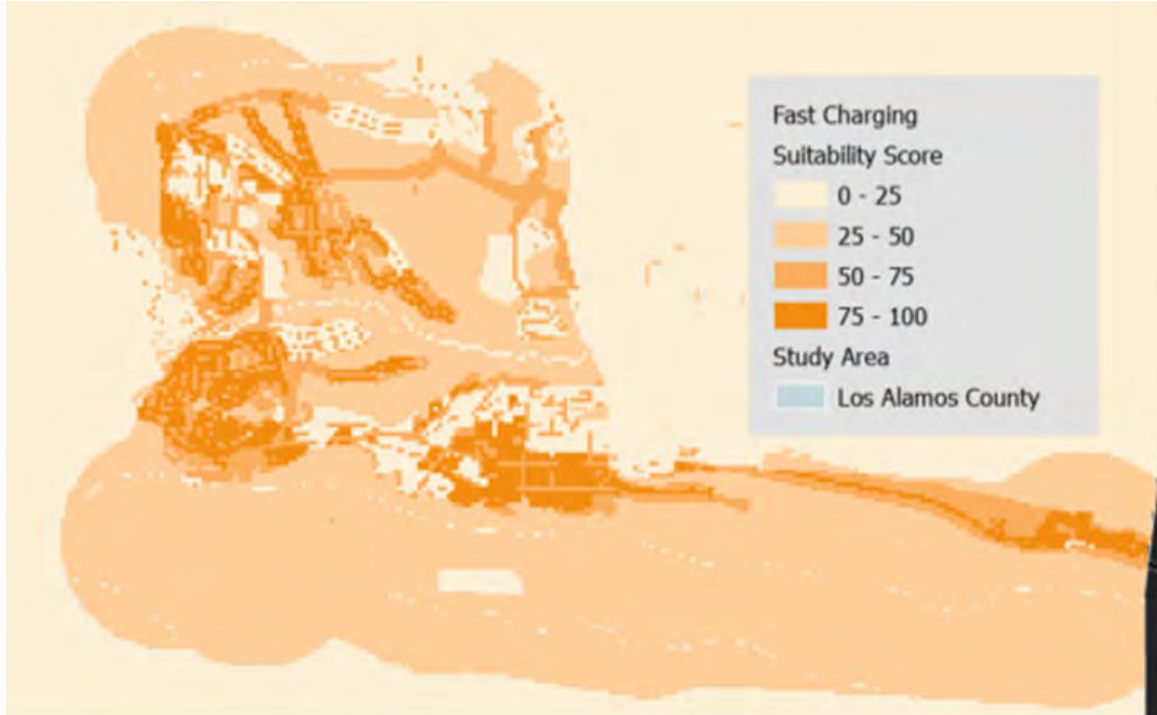 Fast Charging
Suitability Score
0 - 25
25 - 50
50 - 75
75 - 100
Study Area
Los Alamos County